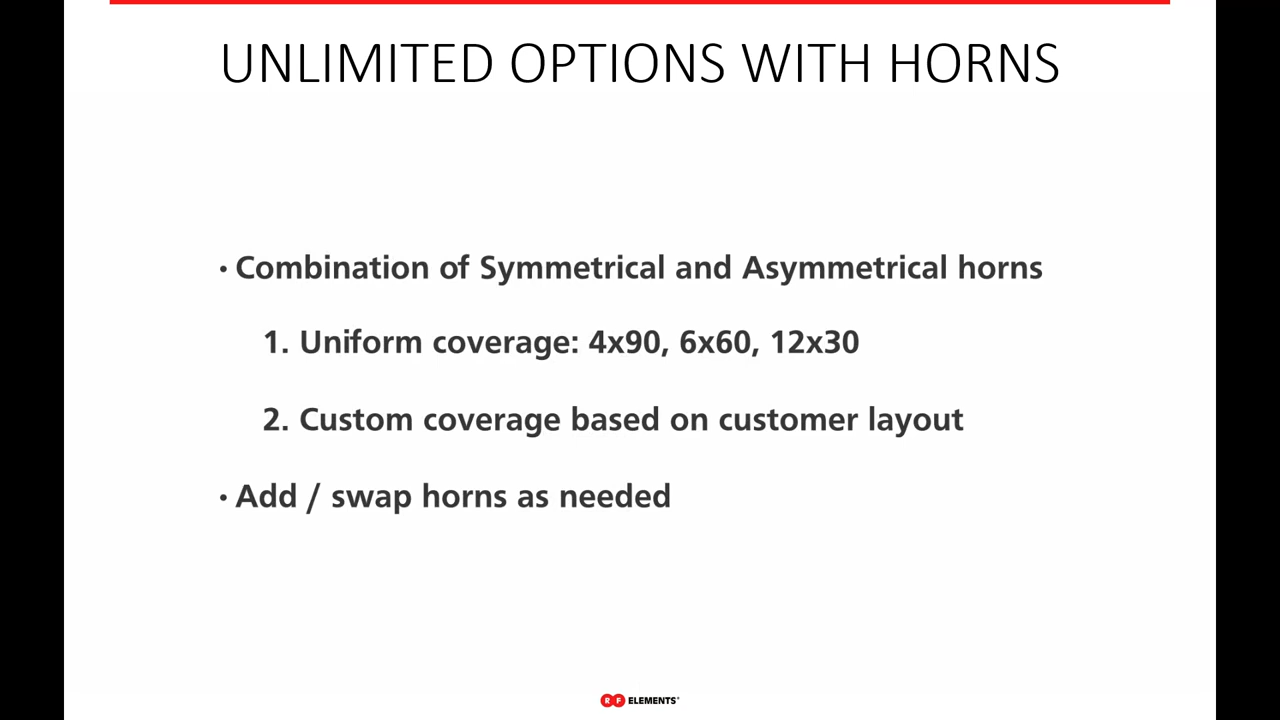 UNLIMITED OPTIONS WITH HORNS
· Combination of Symmetrical and Asymmetrical horns
1. Uniform coverage: 4x90, 6x60, 12x30
2. Custom coverage based on customer layout
· Add / swap horns as needed
RF ELEMENTS®